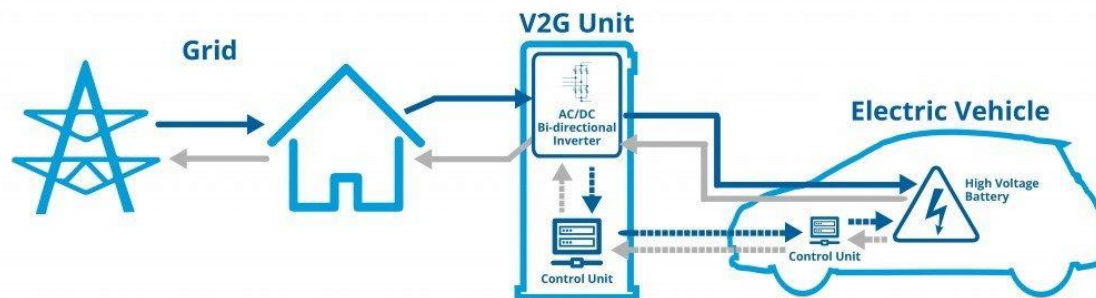 V2G Unit
Grid
AC/DC
Bi-directional
Inverter
Electric Vehicle
High Voltage
Battery
Control Unit
Control Unit